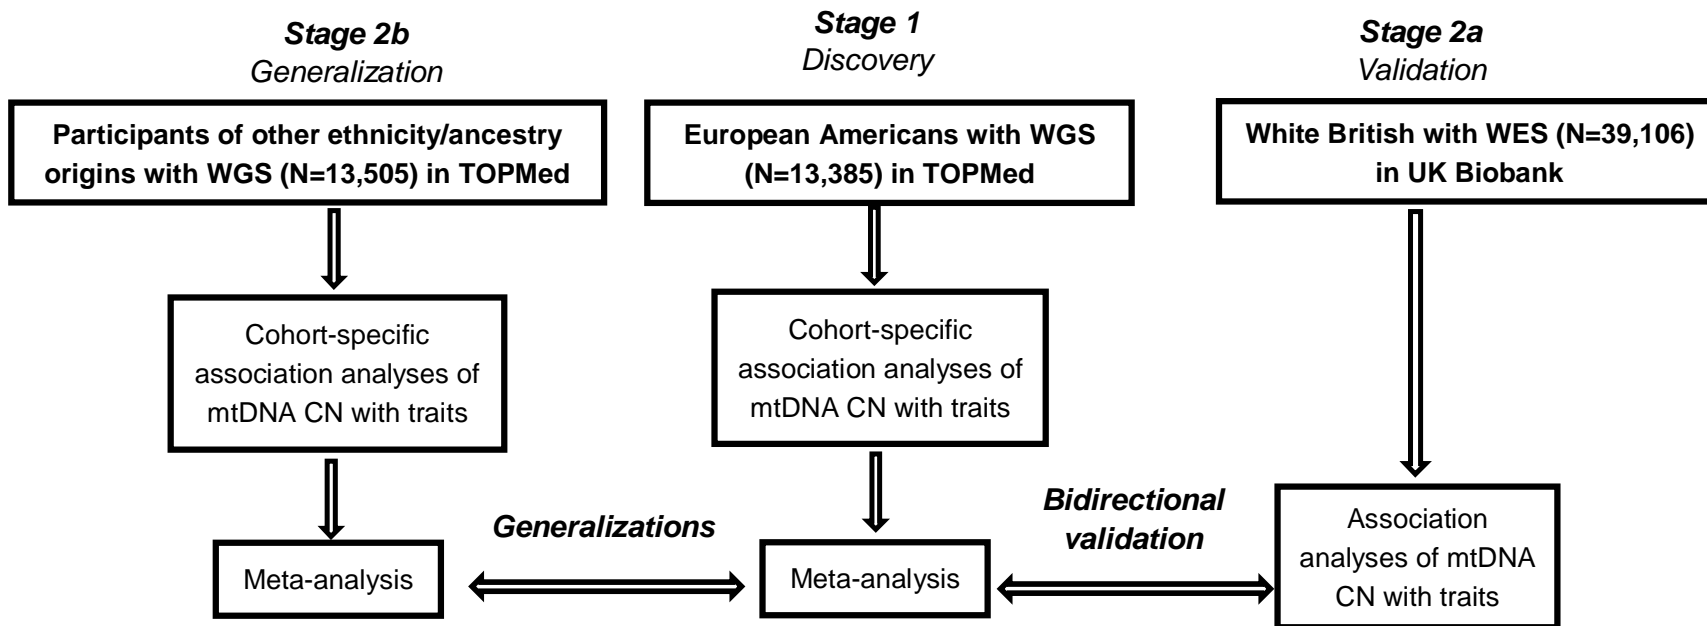 Stage 2b
Generalization
Participants of other ethnicity/ancestry
origins with WGS (N=13,505) in TOPMed
Cohort-specific
association analyses of
mtDNA CN with traits
Meta-analysis
Generalizations
Stage 1
Discovery
European Americans with WGS
(N=13,385) in TOPMed
Cohort-specific
association analyses of
mtDNA CN with traits
Meta-analysis
Bidirectional
validation
Stage 2a
Validation
White British with WES (N=39,106)
in UK Biobank
Association
analyses of mtDNA
CN with traits